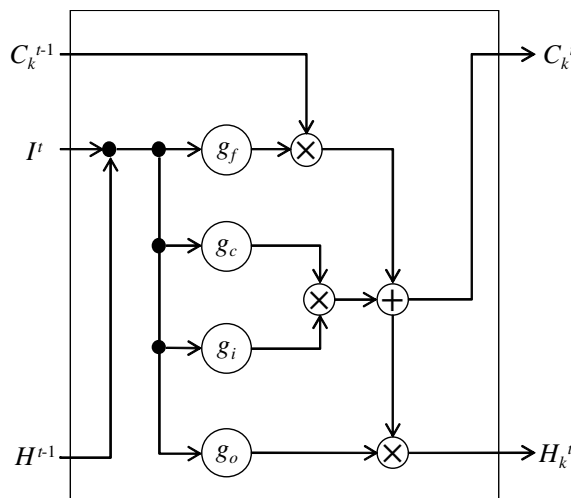 C_k^{t-1}
C_k^t
I^t
g_f
×
g_c
×
+
g_i
H^{t-1}
g_o
×
H_k^t